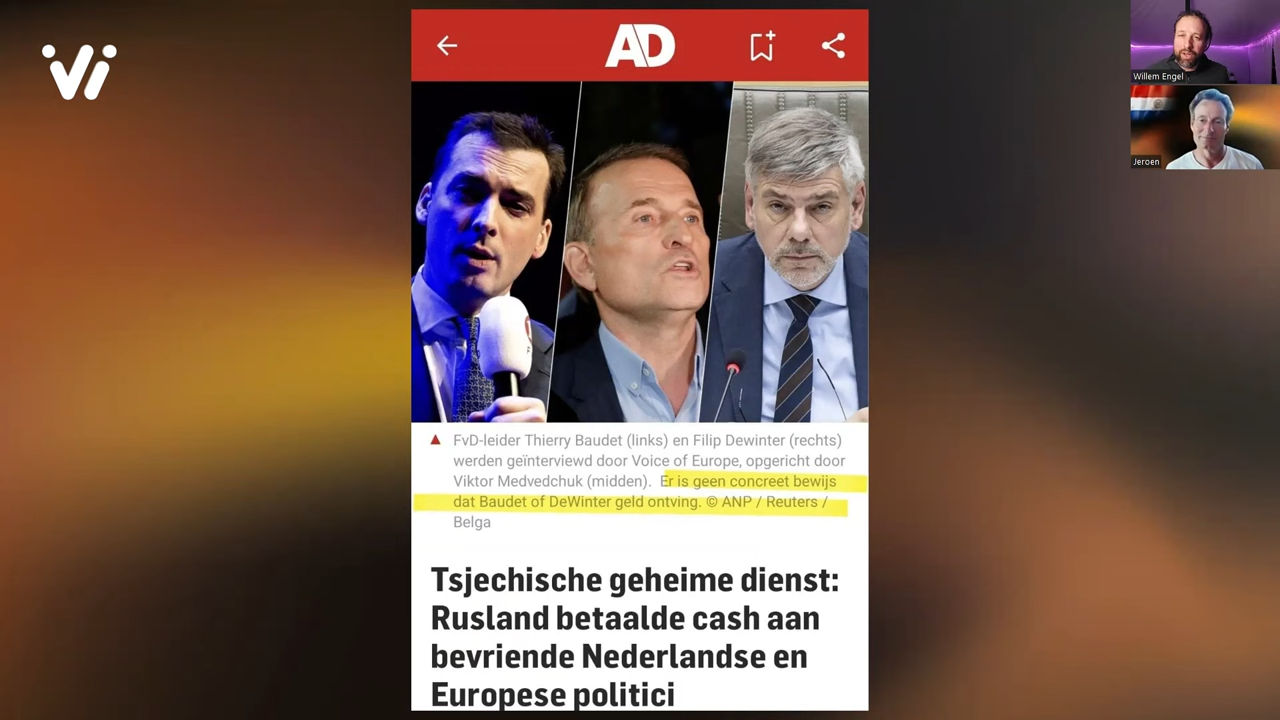 Vi
AD
Willem Engel
Jeroen
FvD-leider Thierry Baudet (links) en Filip Dewinter (rechts)
werden geïnterviewd door Voice of Europe, opgericht door
Viktor Medvedchuk (midden). Er is geen concreet bewijs
dat Baudet of DeWinter geld ontving. © ANP / Reuters /
Belga
Tsjechische geheime dienst:
Rusland betaalde cash aan
bevriende Nederlandse en
Europese politici